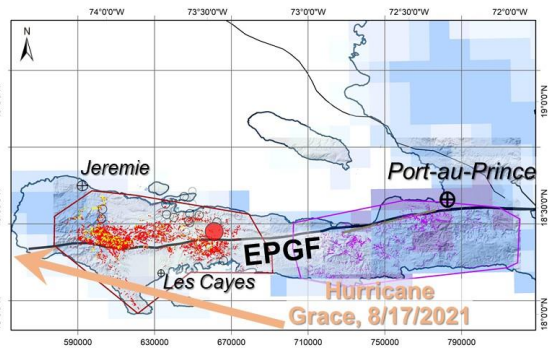 74°0'0"W 73°30'0"W 73°0'0"W 72°30'0"W 72°0'0"W
N
19°0'0"N
Jeremie
Port-au-Prince
18°30'0"N
EPGF
Les Cayes
Hurricane
Grace, 8/17/2021
18°0'0"N
590000 630000 670000 710000 750000 790000